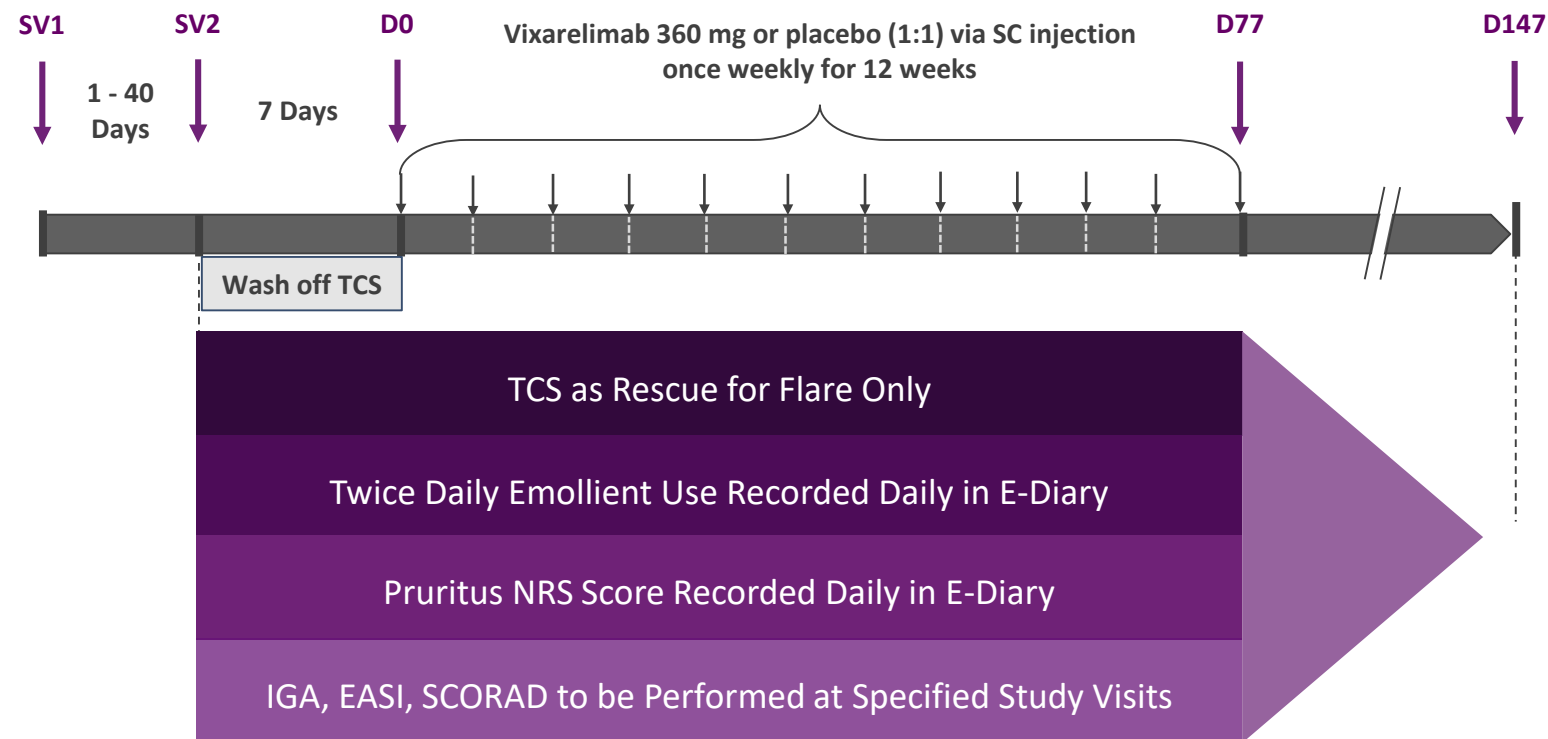 SV1
SV2
D0
Vixarelimab 360 mg or placebo (1:1) via SC injection
once weekly for 12 weeks
D77
D147
1 - 40
Days
7 Days
Wash off TCS
TCS as Rescue for Flare Only
Twice Daily Emollient Use Recorded Daily in E-Diary
Pruritus NRS Score Recorded Daily in E-Diary
IGA, EASI, SCORAD to be Performed at Specified Study Visits